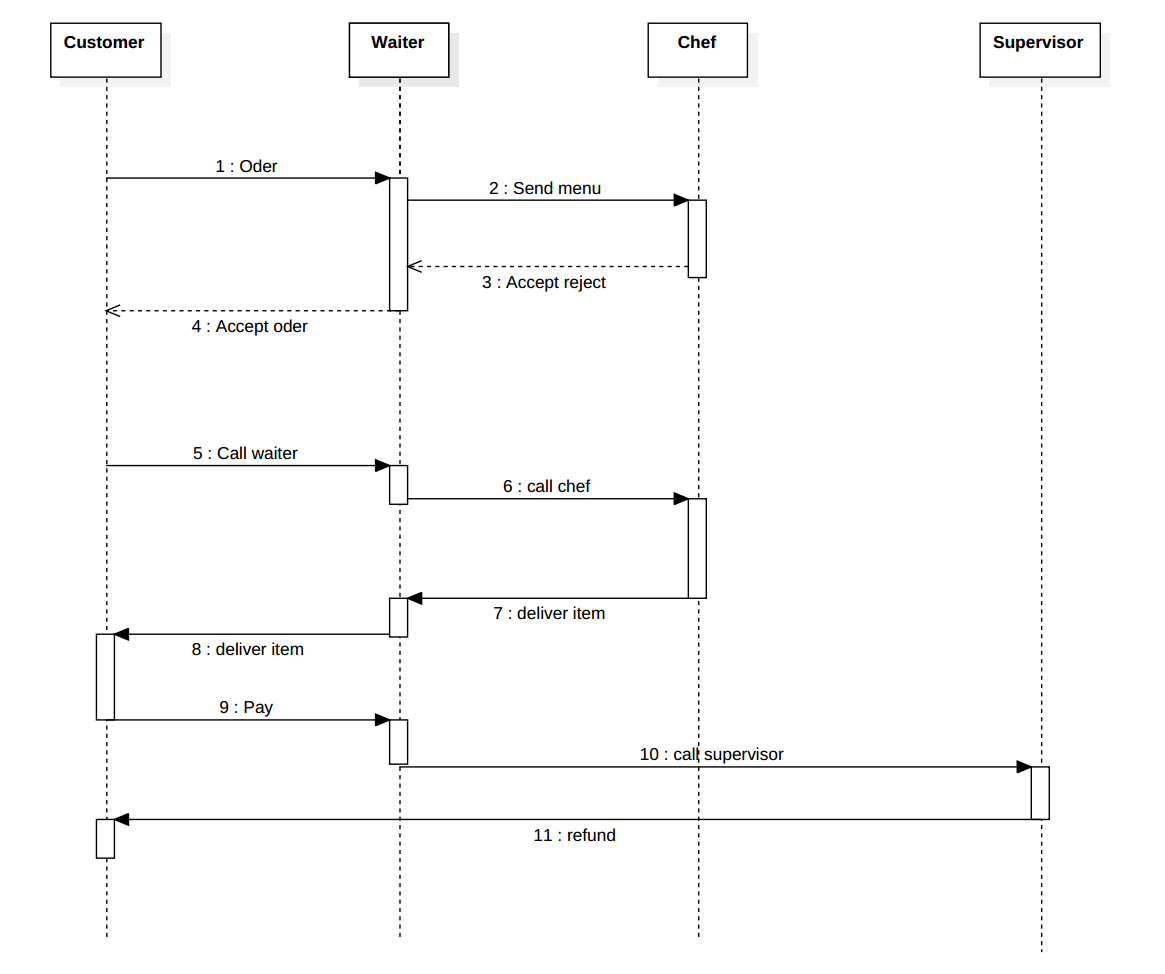 Customer
Waiter
Chef
Supervisor
1 : Oder
2 : Send menu
3 : Accept reject
4 : Accept oder
5 : Call waiter
6 : call chef
7 : deliver item
8 : deliver item
9 : Pay
10 : call supervisor
11 : refund